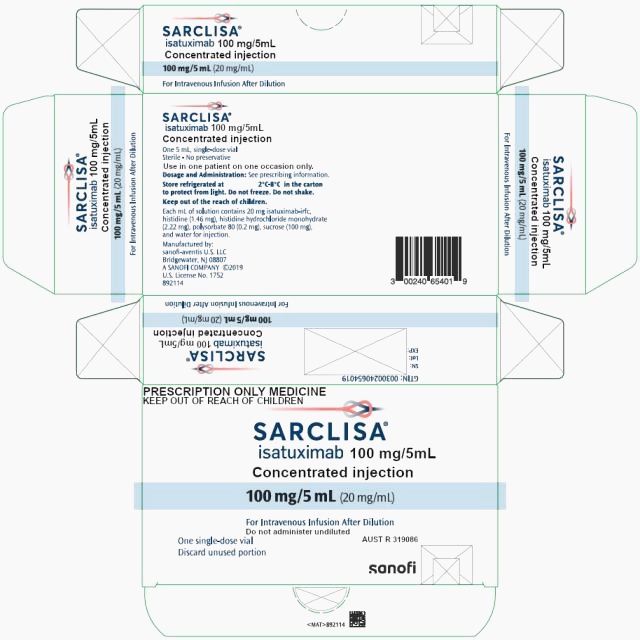 SARCLISA®
isatuximab 100 mg/5mL
Concentrated injection
100 mg/5 mL (20 mg/mL)
For Intravenous Infusion After Dilution
SARCLISA®
isatuximab 100 mg/5mL
Concentrated injection
100 mg/5 mL (20 mg/mL)
For Intravenous Infusion After Dilution
SARCLISA®
isatuximab 100 mg/5mL
Concentrated injection
One 5 mL, single-dose vial
Sterile • No preservative
Use in one patient on one occasion only.
Dosage and Administration: See prescribing information.
Store refrigerated at 2°C-8°C in the carton
to protect from light. Do not freeze. Do not shake.
Keep out of the reach of children.
Each mL of solution contains 20 mg isatuximab-irfc,
histidine (1.46 mg), histidine hydrochloride monohydrate
(2.22 mg), polysorbate 80 (0.2 mg), sucrose (100 mg),
and water for injection.
Manufactured by:
sanofi-aventis U.S. LLC
Bridgewater, NJ 08807
A SANOFI COMPANY ©2019
U.S. License No. 1752
892114
3 00240 65401 9
SARCLISA®
isatuximab 100 mg/5mL
Concentrated injection
100 mg/5 mL (20 mg/mL)
For Intravenous Infusion After Dilution
SARCLISA®
isatuximab 100 mg/5mL
Concentrated injection
100 mg/5 mL (20 mg/mL)
For Intravenous Infusion After Dilution
GTIN: 00300240654019
SN:
Lot:
EXP:
PRESCRIPTION ONLY MEDICINE
KEEP OUT OF REACH OF CHILDREN
SARCLISA®
isatuximab 100 mg/5mL
Concentrated injection
100 mg/5 mL (20 mg/mL)
For Intravenous Infusion After Dilution
Do not administer undiluted
One single-dose vial
Discard unused portion
AUST R 319086
sanofi
<MAT>892114